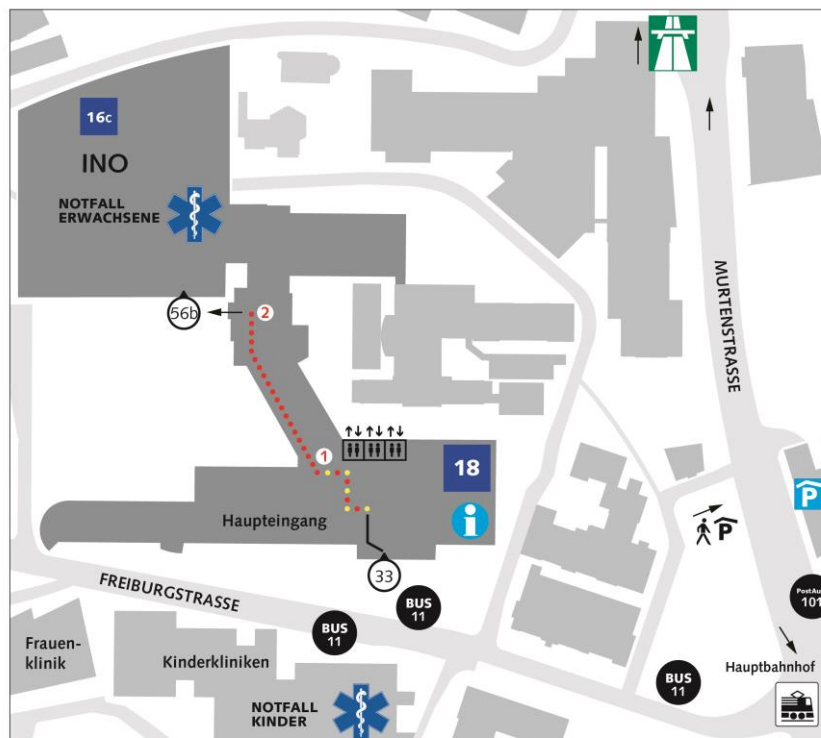 16c
INO
NOTFALL
ERWACHSENE
56b
2
1
18
Haupteingang
i
33
MURTENSTRASSE
P
P
FREIBURGSTRASSE
BUS
11
BUS
11
BUS
11
101
Frauen-
klinik
Kinderkliniken
NOTFALL
KINDER
Hauptbahnhof